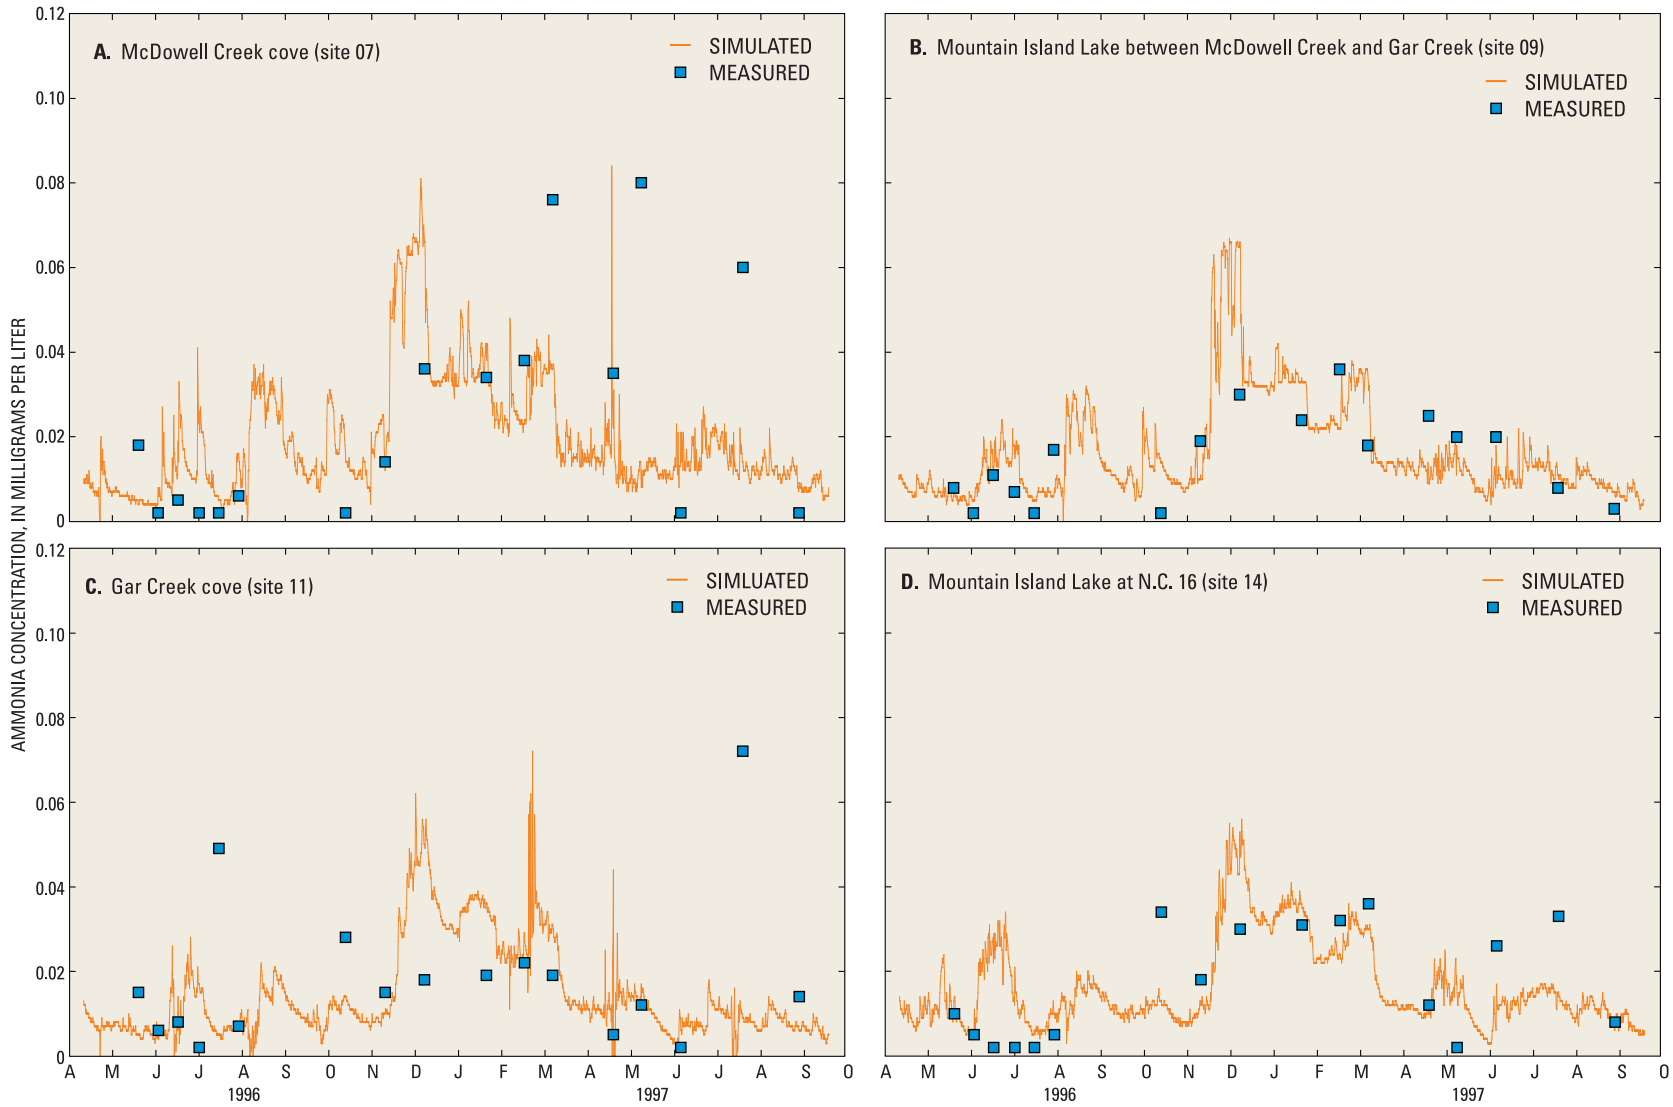 AMMONIA CONCENTRATION, IN MILLIGRAMS PER LITER
0.12
0.10
0.08
0.06
0.04
0.02
0
A. McDowell Creek cove (site 07)
SIMULATED
MEASURED
B. Mountain Island Lake between McDowell Creek and Gar Creek (site 09)
SIMULATED
MEASURED
0.12
0.10
0.08
0.06
0.04
0.02
0
C. Gar Creek cove (site 11)
SIMLUATED
MEASURED
D. Mountain Island Lake at N.C. 16 (site 14)
SIMULATED
MEASURED
A M J J A S O N D J F M A M J J A S O
1996 1997
A M J J A S O N D J F M A M J J A S O
1996 1997